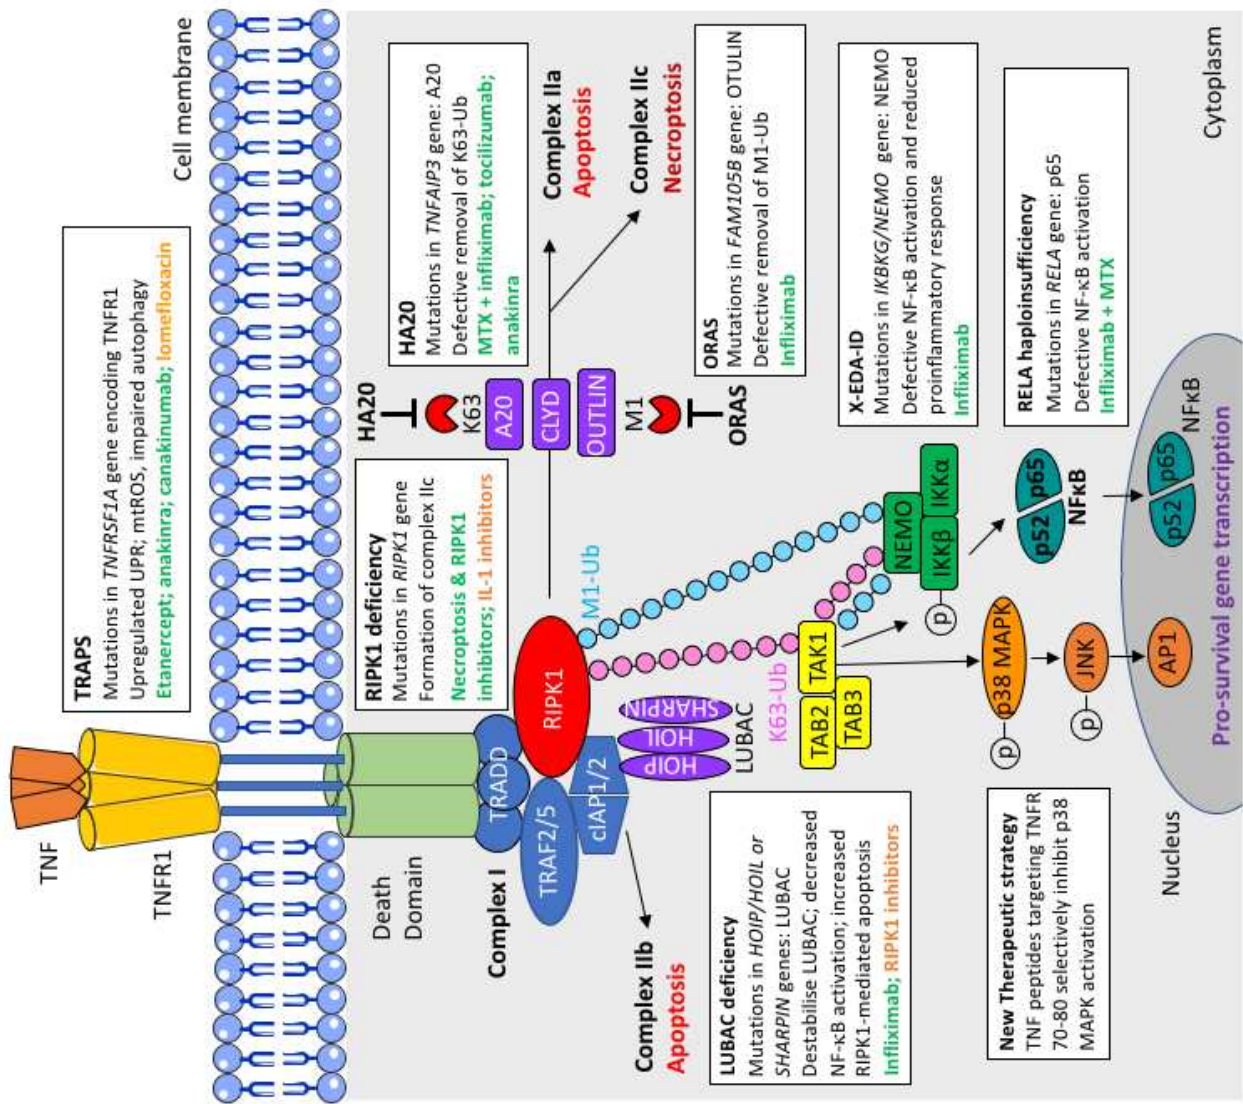 TNF
TNFR1
TRAPS
Mutations in TNFRSF1A gene encoding TNFR1
Upregulated UPR; mtROS, impaired autophagy
Etanercept; anakinra; canakinumab; lomefloxacin
Cell membrane
Death
Domain
Complex I
TRADD
TRAF2/5
cIAP1/2
RIPK1
RIPK1 deficiency
Mutations in RIPK1 gene
Formation of complex IIc
Necroptosis & RIPK1
inhibitors; IL-1 inhibitors
HA20
K63
A20
CLYD
OUTLIN
M1
ORAS
HA20
Mutations in TNFAIP3 gene: A20
Defective removal of K63-Ub
MTX + infliximab; tocilizumab;
anakinra
Complex IIa
Apoptosis
Complex IIc
Necroptosis
ORAS
Mutations in FAM105B gene: OTULIN
Defective removal of M1-Ub
Infliximab
Complex IIb
Apoptosis
HOIP
HOIL
SHARPIN
LUBAC
K63-Ub
M1-Ub
LUBAC deficiency
Mutations in HOIP/HOIL or
SHARPIN genes: LUBAC
Destabilise LUBAC; decreased
NF-κB activation; increased
RIPK1-mediated apoptosis
Infliximab; RIPK1 inhibitors
TAB2
TAK1
TAB3
NEMO
IKKβ
IKKα
p
X-EDA-ID
Mutations in IKBKG/NEMO gene: NEMO
Defective NF-κB activation and reduced
proinflammatory response
Infliximab
New Therapeutic strategy
TNF peptides targeting TNFR
70-80 selectively inhibit p38
MAPK activation
p
p38 MAPK
p
JNK
AP1
p52
p65
NFκB
RELA haploinsufficiency
Mutations in RELA gene: p65
Defective NF-κB activation
Infliximab + MTX
p52
p65
NFκB
Nucleus
Pro-survival gene transcription
Cytoplasm